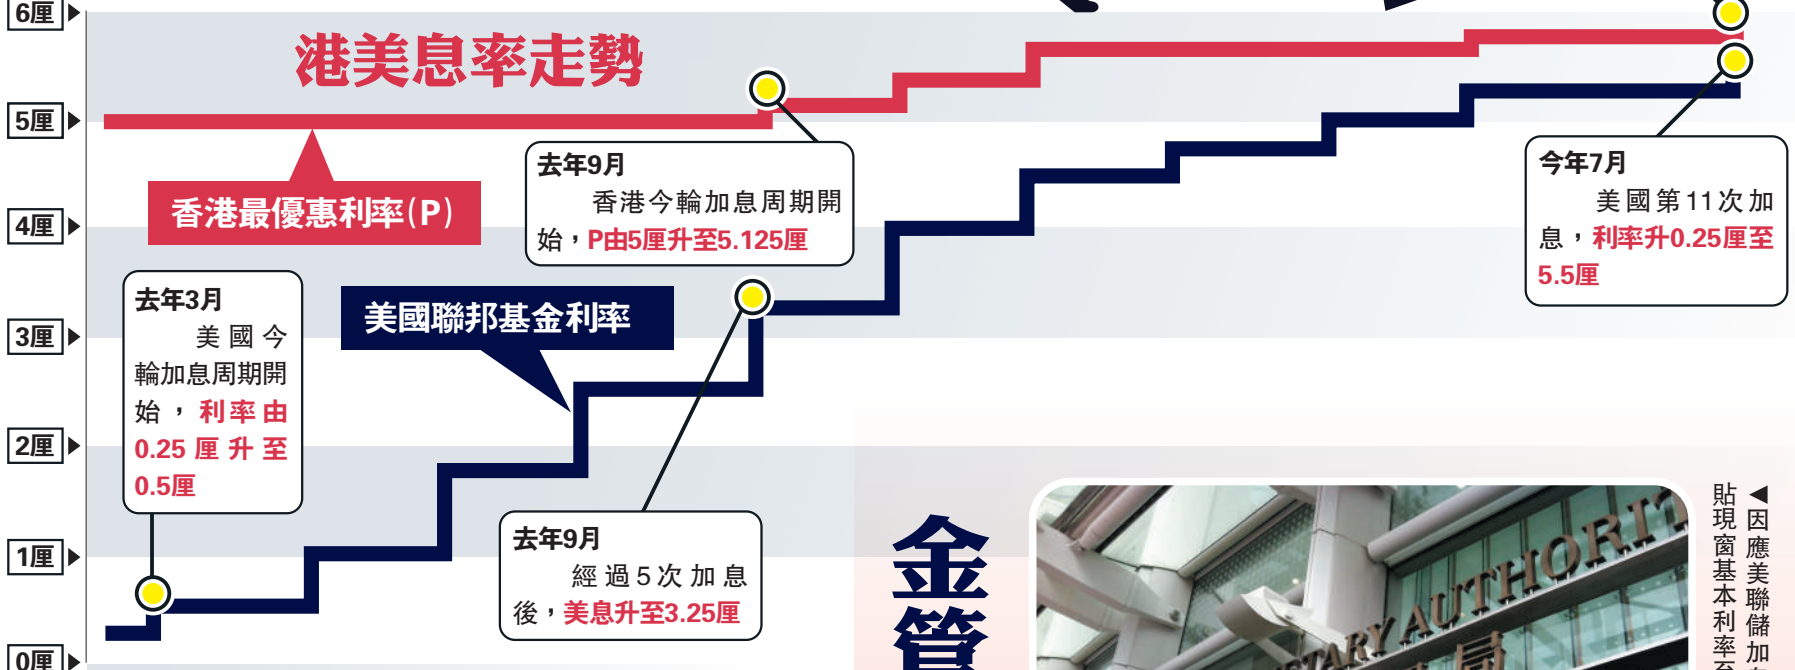 港美息率走勢
6厘
5厘
4厘
3厘
2厘
1厘
0厘
香港最優惠利率(P)
美國聯邦基金利率
去年3月
美國今
輪加息周期開
始，利率由
0.25厘升至
0.5厘
去年9月
香港今輪加息周期開
始，P由5厘升至5.125厘
去年9月
經過5次加息
後，美息升至3.25厘
今年7月
美國第11次加
息，利率升0.25厘至
5.5厘
金管
TARY AUTHORIT
局
◀因應美聯儲加
貼現窗基本利率